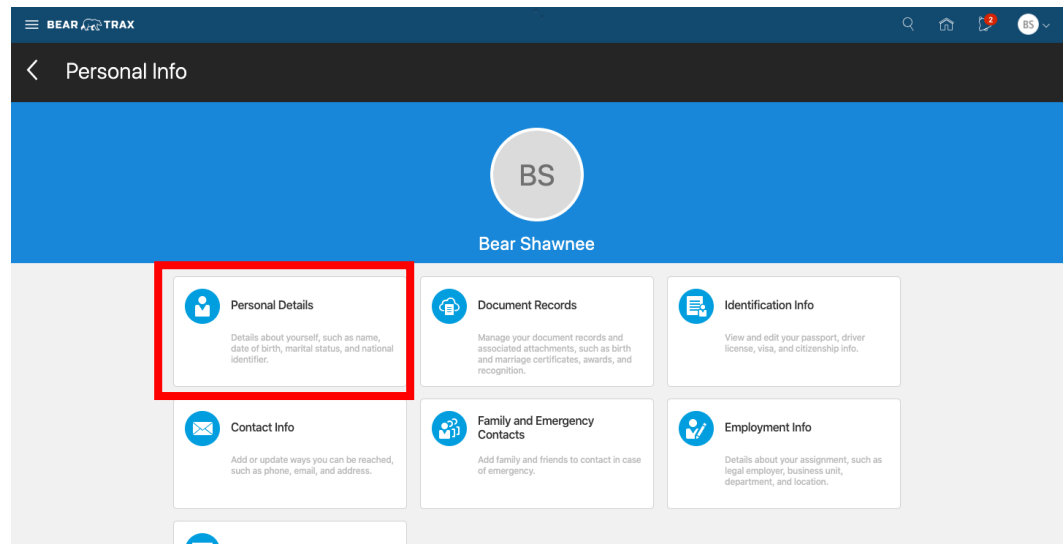 BEAR TRAX
2
BS
Personal Info
BS
Bear Shawnee
Personal Details
Details about yourself, such as name,
date of birth, marital status, and national
identifier.
Document Records
Manage your document records and
associated attachments, such as birth
and marriage certificates, awards, and
recognition.
Identification Info
View and edit your passport, driver
license, visa, and citizenship info.
Contact Info
Add or update ways you can be reached,
such as phone, email, and address.
Family and Emergency
Contacts
Add family and friends to contact in case
of emergency.
Employment Info
Details about your assignment, such as
legal employer, business unit,
department, and location.